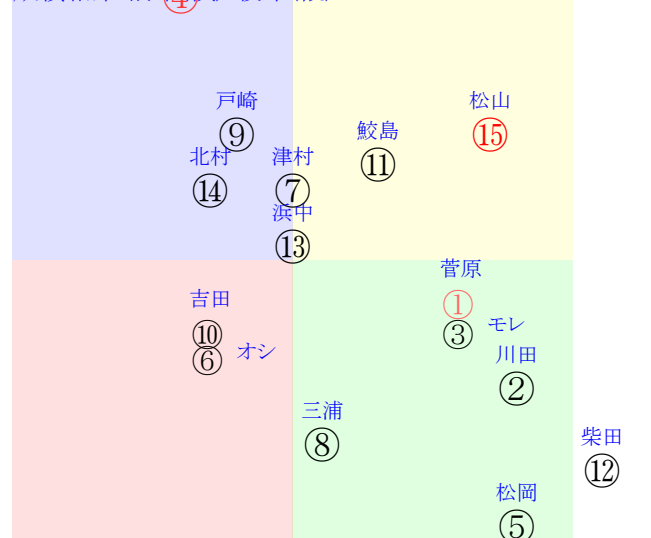 ④
戸崎
⑨
松山
⑮
鮫島
⑪
北村
⑭
津村
⑦
浜中
⑬
菅原
①
③ モレ
吉田
⑩
⑥ オシ
川田
②
三浦
⑧
柴田
⑫
松岡
⑤